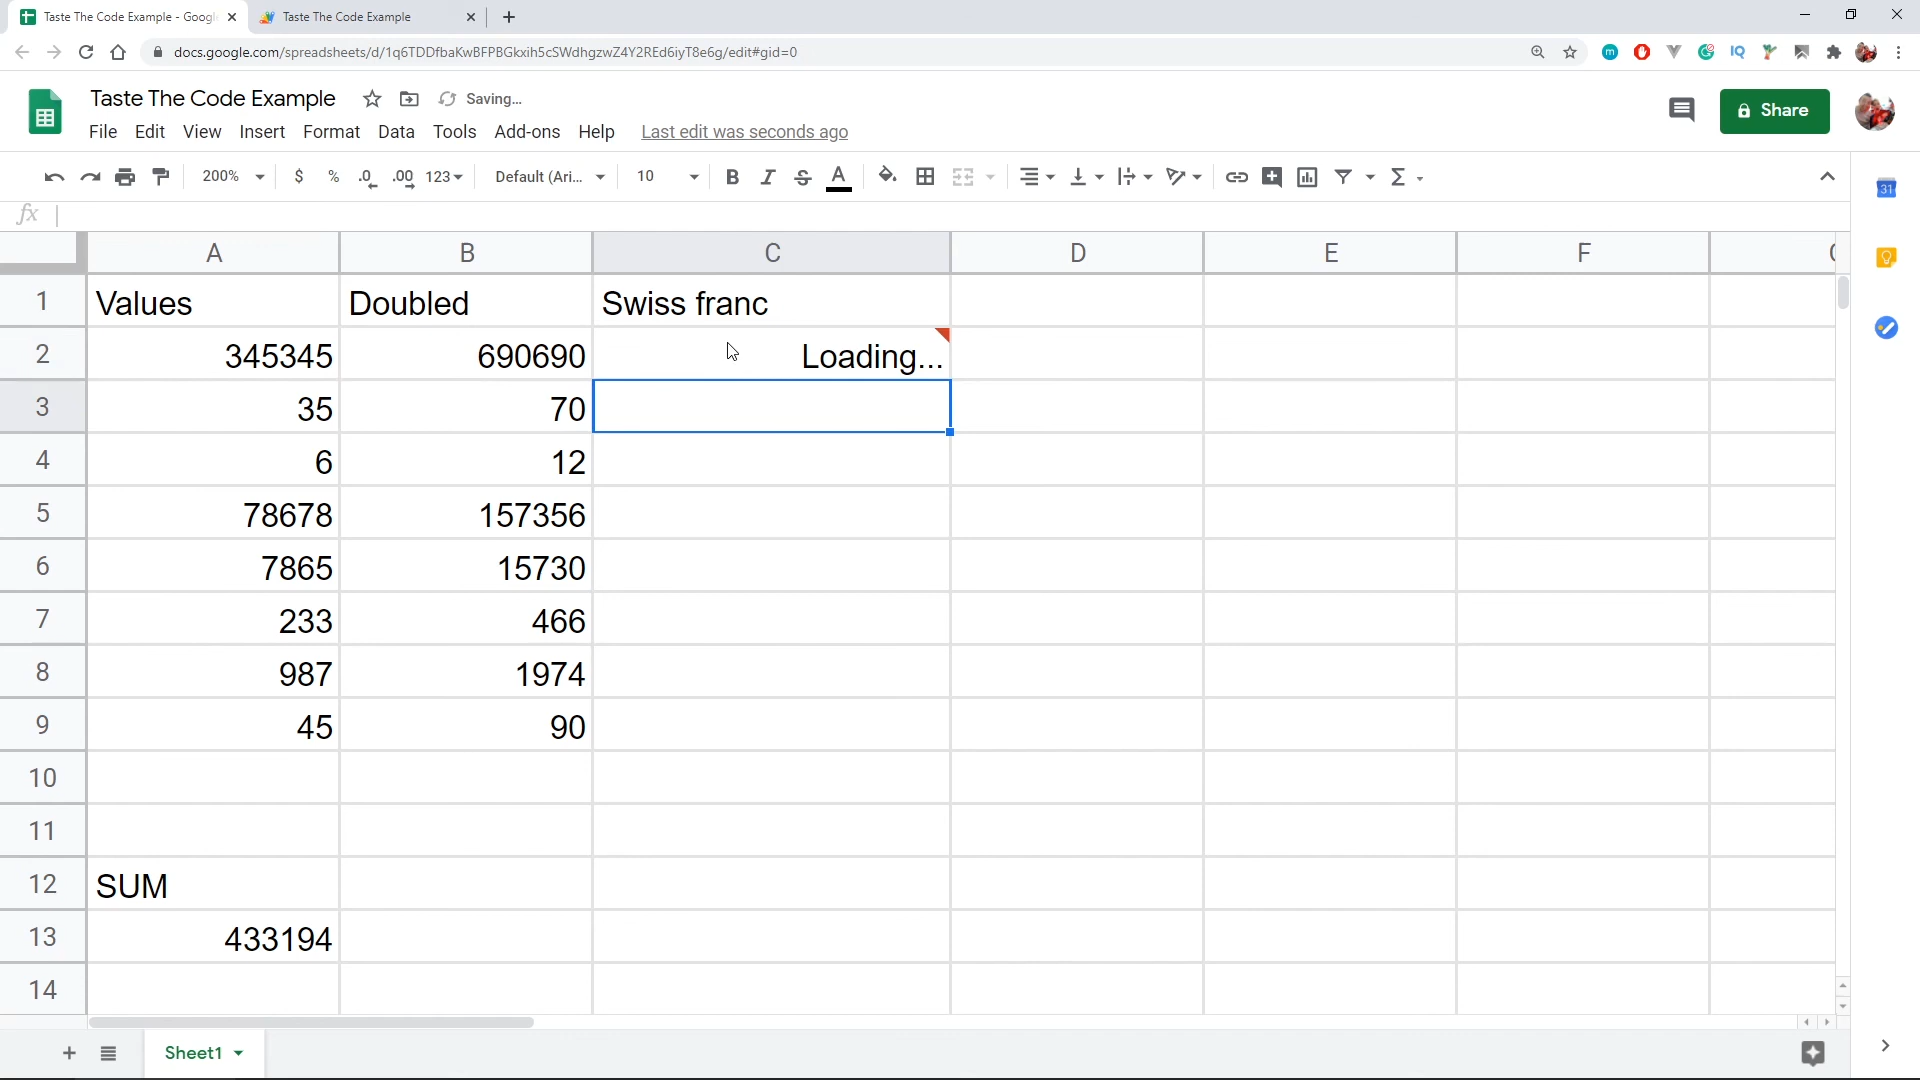 Taste The Code Example - Googl
Taste The Code Example
docs.google.com/spreadsheets/d/1q6TDDfbaKwBFPBGkxih5cSWdhgzwZ4Y2REd6iyT8e6g/edit#gid=0
m
IQ
Taste The Code Example
Saving...
Share
File Edit View Insert Format Data Tools Add-ons Help Last edit was seconds ago
200% $ % .0 .00 123 Default (Ari... 10 B I S A Σ
31
fx
A B C D E F
1 Values Doubled Swiss franc
2 345345 690690 Loading...
3 35 70
4 6 12
5 78678 157356
6 7865 15730
7 233 466
8 987 1974
9 45 90
10
11
12 SUM
13 433194
14
Sheet1